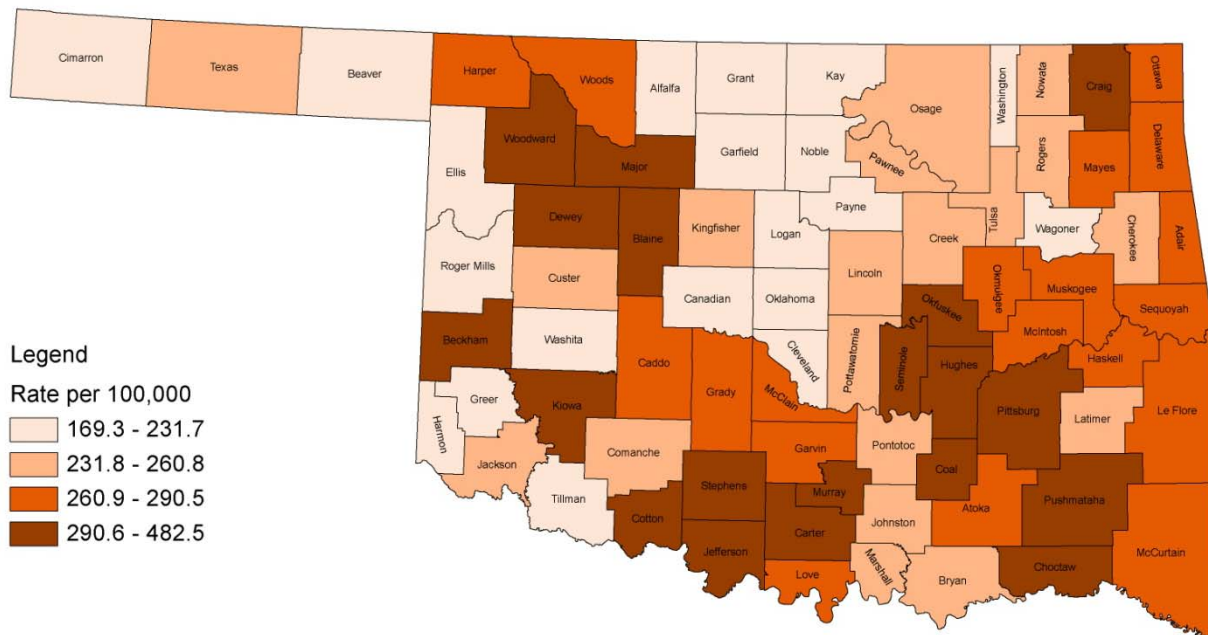 Cimarron
Texas
Beaver
Harper
Woods
Alfalfa
Grant
Kay
Osage
Washington
Nowata
Craig
Ottawa
Delaware
Woodward
Major
Garfield
Noble
Pawnee
Rogers
Mayes
Ellis
Dewey
Blaine
Kingfisher
Logan
Payne
Creek
Tulsa
Wagoner
Cherokee
Adair
Roger Mills
Custer
Canadian
Oklahoma
Lincoln
Okmulgee
Muskogee
Sequoyah
Okfuskee
McIntosh
Haskell
Beckham
Washita
Caddo
Grady
McClain
Cleveland
Pottawatomie
Seminole
Hughes
Pittsburg
Latimer
Le Flore
Harmon
Greer
Kiowa
Jackson
Comanche
Tillman
Cotton
Stephens
Garvin
Murray
Pontotoc
Coal
Atoka
Pushmataha
McCurtain
Jefferson
Carter
Johnston
Love
Marshall
Bryan
Choctaw
Legend
Rate per 100,000
169.3 - 231.7
231.8 - 260.8
260.9 - 290.5
290.6 - 482.5